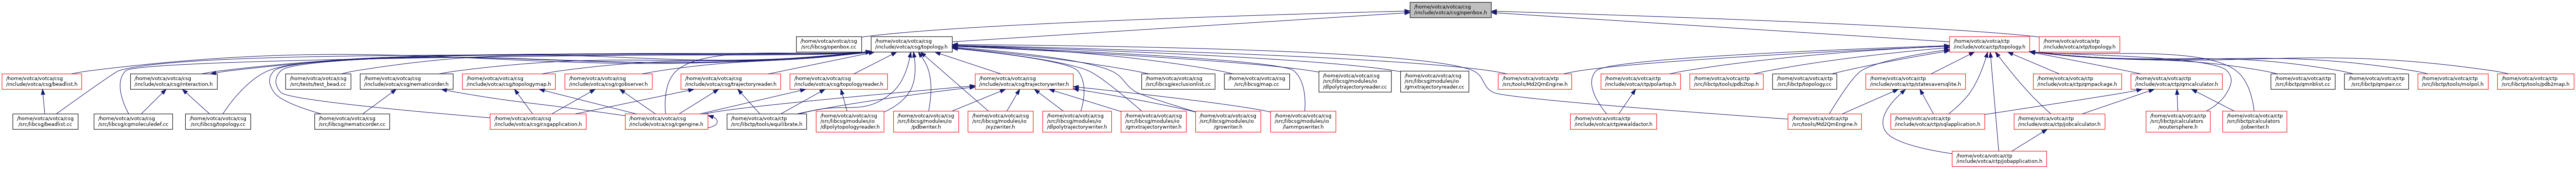 /home/votca/votca/csg
/include/votca/csg/openbox.h
/home/votca/votca/csg
/src/libcsg/openbox.cc
/home/votca/votca/csg
/include/votca/csg/topology.h
/home/votca/votca/ctp
/include/votca/ctp/topology.h
/home/votca/votca/xtp
/include/votca/xtp/topology.h
/home/votca/votca/csg
/include/votca/csg/beadlist.h
/home/votca/votca/csg
/include/votca/csg/interaction.h
/home/votca/votca/csg
/src/tests/test_bead.cc
/home/votca/votca/csg
/include/votca/csg/nematicorder.h
/home/votca/votca/csg
/include/votca/csg/topologymap.h
/home/votca/votca/csg
/include/votca/csg/cgobserver.h
/home/votca/votca/csg
/include/votca/csg/trajectoryreader.h
/home/votca/votca/csg
/include/votca/csg/topologyreader.h
/home/votca/votca/csg
/include/votca/csg/trajectorywriter.h
/home/votca/votca/csg
/src/libcsg/exclusionlist.cc
/home/votca/votca/csg
/src/libcsg/map.cc
/home/votca/votca/csg
/src/libcsg/modules/io
/dlpolytrajectoryreader.cc
/home/votca/votca/csg
/src/libcsg/modules/io
/gmxtrajectoryreader.cc
/home/votca/votca/xtp
/src/tools/Md2QmEngine.h
/home/votca/votca/ctp
/include/votca/ctp/polartop.h
/home/votca/votca/ctp
/src/libctp/tools/pdb2top.h
/home/votca/votca/ctp
/src/libctp/topology.cc
/home/votca/votca/ctp
/include/votca/ctp/statesaversqlite.h
/home/votca/votca/ctp
/include/votca/ctp/qmpackage.h
/home/votca/votca/ctp
/include/votca/ctp/qmcalculator.h
/home/votca/votca/ctp
/src/libctp/qmnblist.cc
/home/votca/votca/ctp
/src/libctp/qmpair.cc
/home/votca/votca/ctp
/src/libctp/tools/molpol.h
/home/votca/votca/ctp
/src/libctp/tools/pdb2map.h
/home/votca/votca/csg
/src/libcsg/beadlist.cc
/home/votca/votca/csg
/src/libcsg/cgmoleculedef.cc
/home/votca/votca/csg
/src/libcsg/topology.cc
/home/votca/votca/csg
/src/libcsg/nematicorder.cc
/home/votca/votca/csg
/include/votca/csg/csgapplication.h
/home/votca/votca/csg
/include/votca/csg/cgengine.h
/home/votca/votca/ctp
/src/libctp/tools/equilibrate.h
/home/votca/votca/csg
/src/libcsg/modules/io
/dlpolytopologyreader.h
/home/votca/votca/csg
/src/libcsg/modules/io
/pdbwriter.h
/home/votca/votca/csg
/src/libcsg/modules/io
/xyzwriter.h
/home/votca/votca/csg
/src/libcsg/modules/io
/dlpolytrajectorywriter.h
/home/votca/votca/csg
/src/libcsg/modules/io
/gmxtrajectorywriter.h
/home/votca/votca/csg
/src/libcsg/modules/io
/growriter.h
/home/votca/votca/csg
/src/libcsg/modules/io
/lammpswriter.h
/home/votca/votca/ctp
/include/votca/ctp/ewaldactor.h
/home/votca/votca/ctp
/src/tools/Md2QmEngine.h
/home/votca/votca/ctp
/include/votca/ctp/sqlapplication.h
/home/votca/votca/ctp
/include/votca/ctp/jobcalculator.h
/home/votca/votca/ctp
/src/libctp/calculators
/eoutersphere.h
/home/votca/votca/ctp
/src/libctp/calculators
/jobwriter.h
/home/votca/votca/ctp
/include/votca/ctp/jobapplication.h